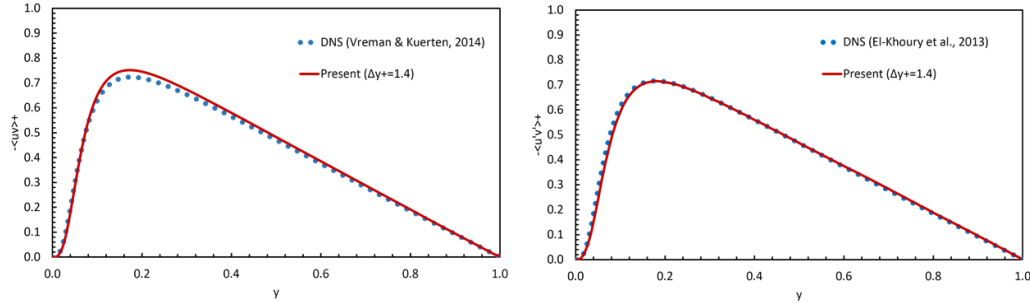 1.0
0.9
0.8
0.7
0.6
0.5
0.4
0.3
0.2
0.1
0.0
-<uv>+
DNS (Vreman & Kuerten, 2014)
Present (Δy+=1.4)
0.0 0.2 0.4 0.6 0.8 1.0
y
1.0
0.9
0.8
0.7
0.6
0.5
0.4
0.3
0.2
0.1
0.0
-<u'v'>+
DNS (El-Khoury et al., 2013)
Present (Δy+=1.4)
0.0 0.2 0.4 0.6 0.8 1.0
y